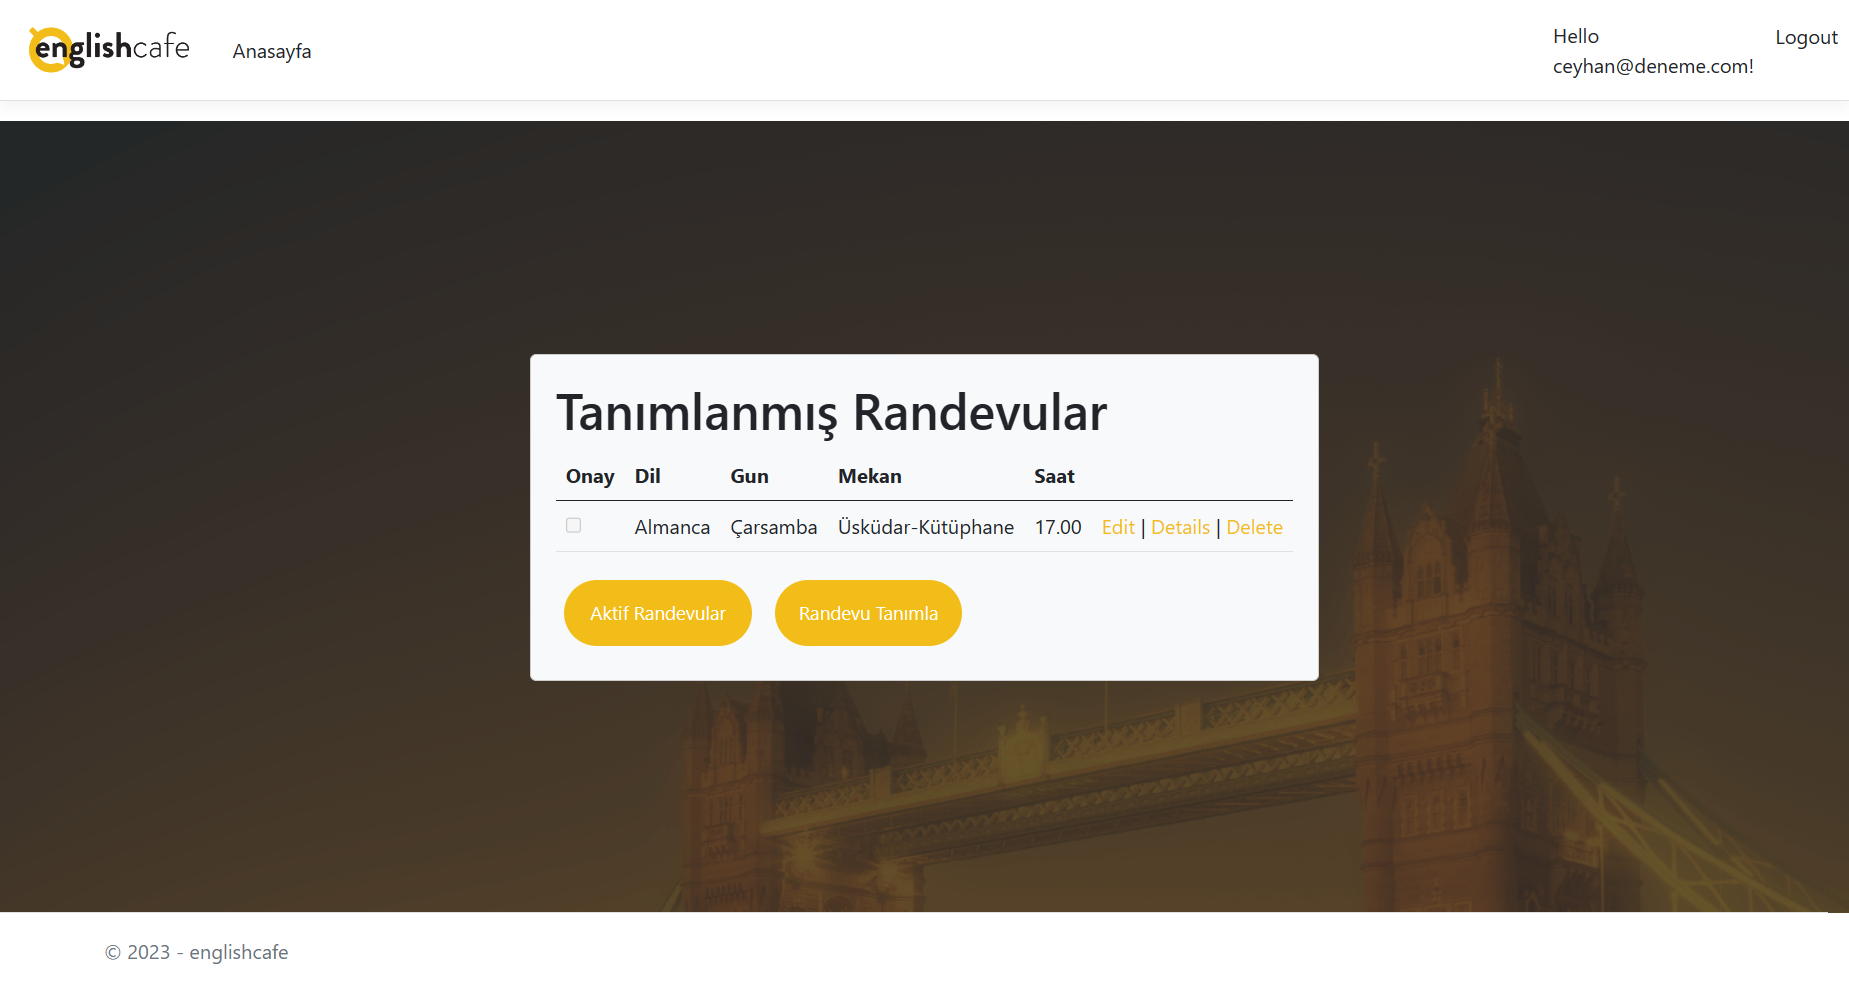 englishcafe Anasayfa Hello Logout
ceyhan@deneme.com!
Tanımlanmış Randevular
Onay Dil Gun Mekan Saat
Almanca Çarsamba Üsküdar-Kütüphane 17.00 Edit | Details | Delete
Aktif Randevular Randevu Tanımla
© 2023 - englishcafe